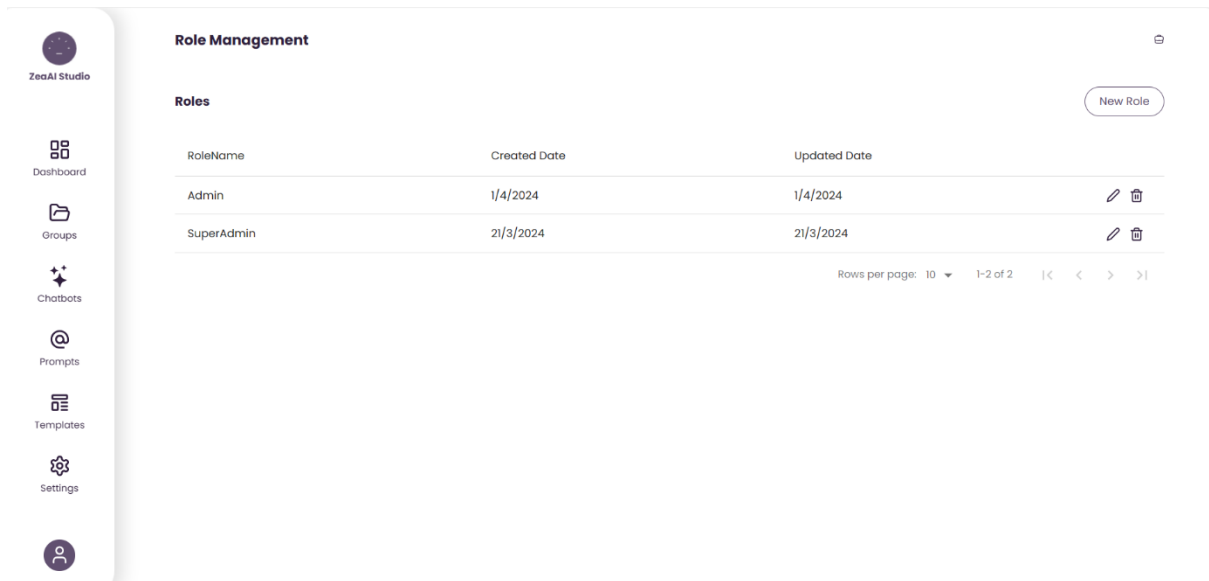 ZeaAI Studio
Dashboard
Groups
Chatbots
Prompts
Templates
Settings
Role Management
Roles
New Role
RoleName Created Date Updated Date
Admin 1/4/2024 1/4/2024
SuperAdmin 21/3/2024 21/3/2024
Rows per page: 10 1-2 of 2